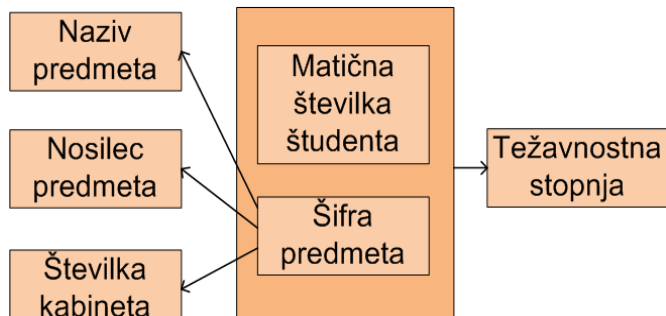 Naziv
predmeta
Nosilec
predmeta
Številka
kabineta
Matična
številka
študenta
Šifra
predmeta
Težavnostna
stopnja